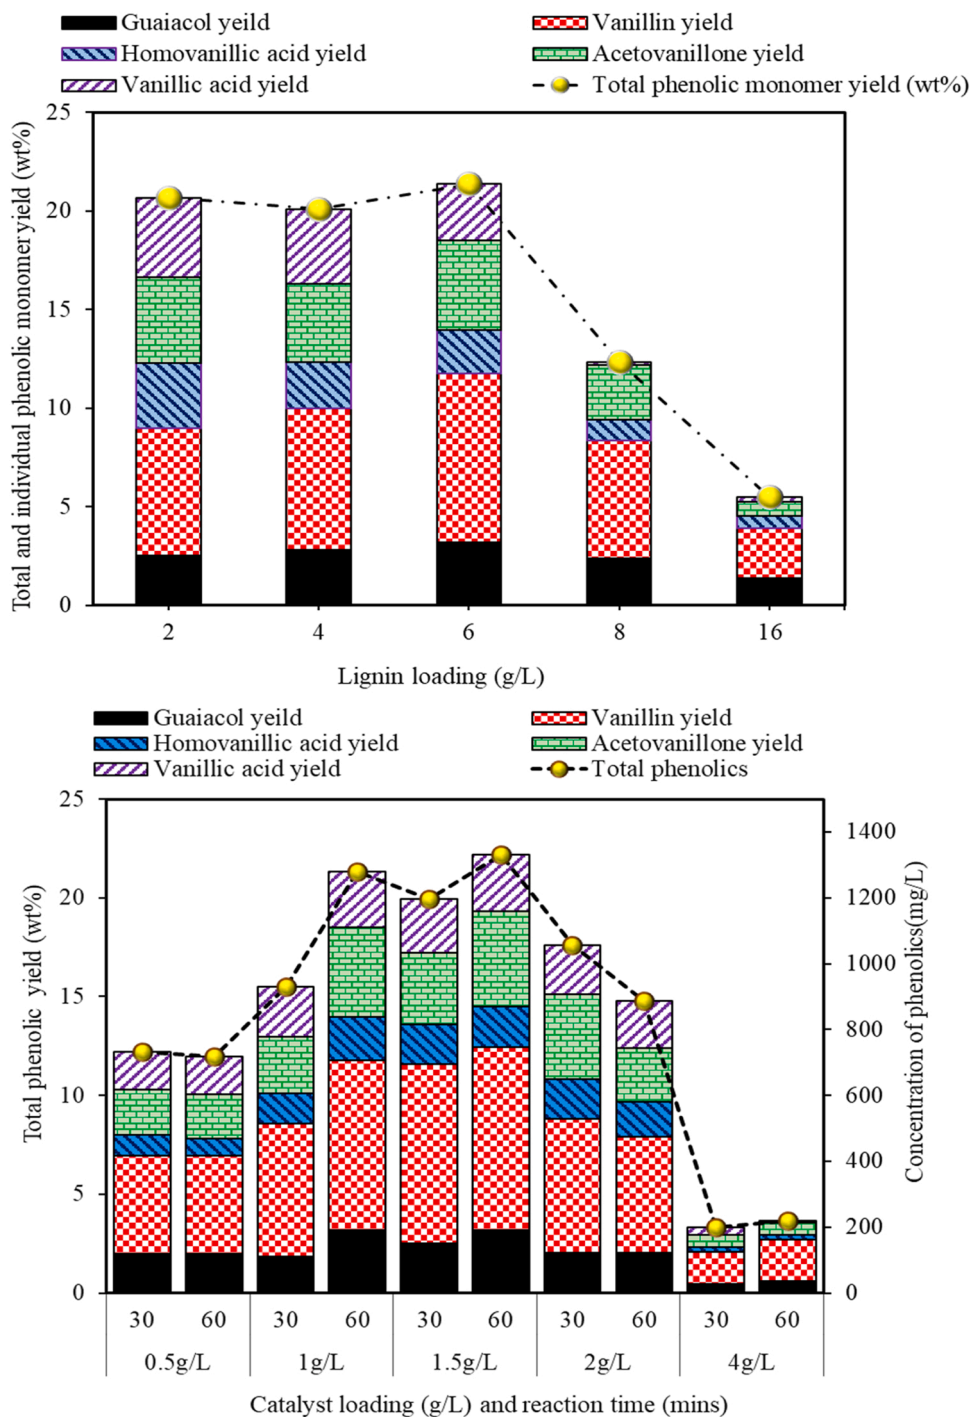 Guaiacol yeild Vanillin yield
Homovanillic acid yield Acetovanillone yield
Vanillic acid yield Total phenolic monomer yield (wt%)
Total and individual phenolic monomer yield (wt%)
25
20
15
10
5
0
2 4 6 8 16
Lignin loading (g/L)
Guaiacol yeild Vanillin yield
Homovanillic acid yield Acetovanillone yield
Vanillic acid yield Total phenolics
Total phenolic yield (wt%)
25
20
15
10
5
0
1400
1200
1000
800
600
400
200
0
Concentration of phenolics(mg/L)
30 60 30 60 30 60 30 60 30 60
0.5g/L 1g/L 1.5g/L 2g/L 4g/L
Catalyst loading (g/L) and reaction time (mins)